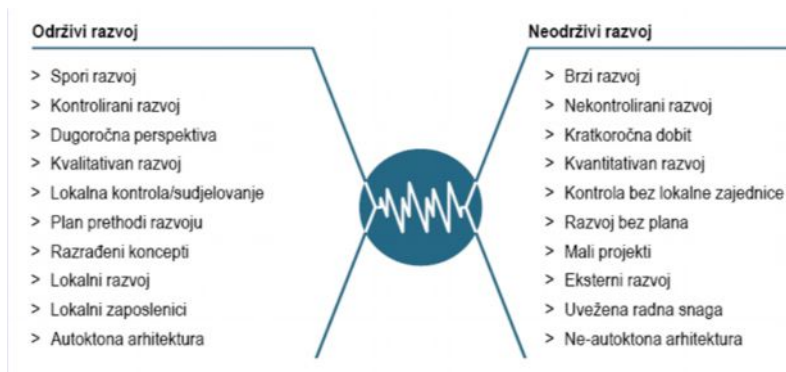 Održivi razvoj
> Spori razvoj
> Kontrolirani razvoj
> Dugoročna perspektiva
> Kvalitativan razvoj
> Lokalna kontrola/sudjelovanje
> Plan prethodi razvoju
> Razrađeni koncepti
> Lokalni razvoj
> Lokalni zaposlenici
> Autoktona arhitektura
Neodrživi razvoj
> Brzi razvoj
> Nekontrolirani razvoj
> Kratkoročna dobit
> Kvantitativan razvoj
> Kontrola bez lokalne zajednice
> Razvoj bez plana
> Mali projekti
> Eksterni razvoj
> Uvežena radna snaga
> Ne-autoktona arhitektura